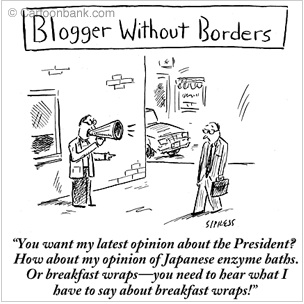 © Cartoonbank.com
Blogger Without Borders
SIPRESS
"You want my latest opinion about the President?
How about my opinion of Japanese enzyme baths.
Or breakfast wraps—you need to hear what I
have to say about breakfast wraps!"